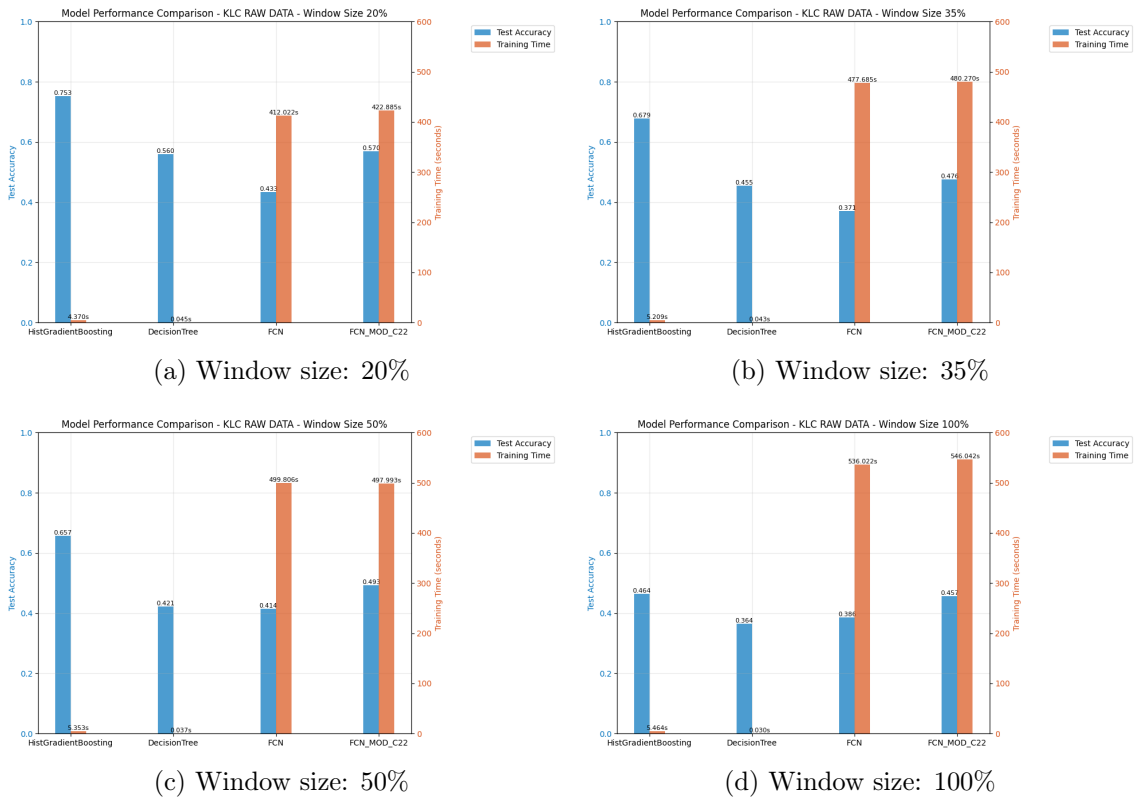 Model Performance Comparison - KLC RAW DATA - Window Size 20%
Test Accuracy
Training Time
1.0
0.8
0.6
0.4
0.2
0.0
Test Accuracy
600
500
400
300
200
100
0
Training Time (seconds)
0.753
4.370s
0.560
0.045s
0.433
412.022s
0.570
422.885s
HistGradientBoosting
DecisionTree
FCN
FCN_MOD_C22
(a) Window size: 20%
Model Performance Comparison - KLC RAW DATA - Window Size 35%
Test Accuracy
Training Time
1.0
0.8
0.6
0.4
0.2
0.0
Test Accuracy
600
500
400
300
200
100
0
Training Time (seconds)
0.679
5.209s
0.455
0.043s
0.371
477.685s
0.476
480.270s
HistGradientBoosting
DecisionTree
FCN
FCN_MOD_C22
(b) Window size: 35%
Model Performance Comparison - KLC RAW DATA - Window Size 50%
Test Accuracy
Training Time
1.0
0.8
0.6
0.4
0.2
0.0
Test Accuracy
600
500
400
300
200
100
0
Training Time (seconds)
0.657
5.353s
0.421
0.037s
0.414
499.806s
0.493
497.993s
HistGradientBoosting
DecisionTree
FCN
FCN_MOD_C22
(c) Window size: 50%
Model Performance Comparison - KLC RAW DATA - Window Size 100%
Test Accuracy
Training Time
1.0
0.8
0.6
0.4
0.2
0.0
Test Accuracy
600
500
400
300
200
100
0
Training Time (seconds)
0.464
5.464s
0.364
0.030s
0.386
536.022s
0.457
546.042s
HistGradientBoosting
DecisionTree
FCN
FCN_MOD_C22
(d) Window size: 100%